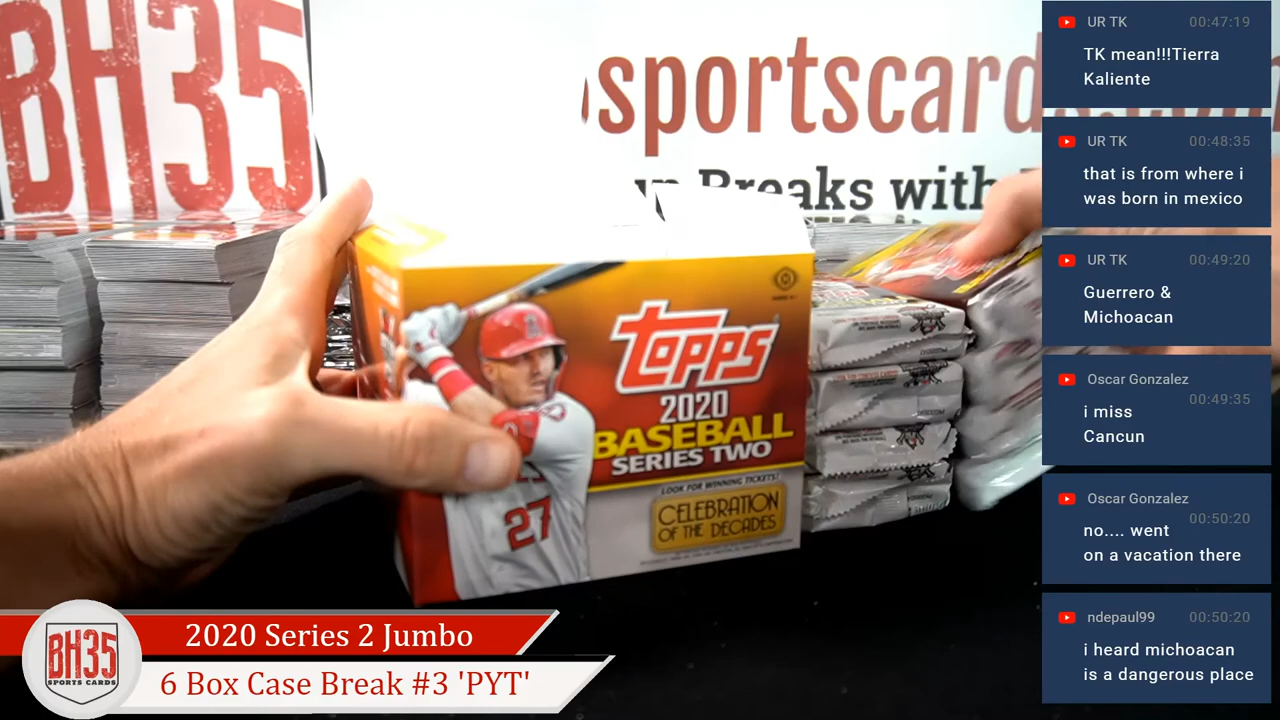 BH35
sportscard
Breaks with
TOPPS
2020
BASEBALL
SERIES TWO
LOOK FOR WINNING TICKETS!
CELEBRATION
OF THE DECADES
27
2020 Series 2 Jumbo
6 Box Case Break #3 'PYT'
BH35
SPORTS CARDS
UR TK 00:47:19
TK mean!!!Tierra
Kaliente
UR TK 00:48:35
that is from where i
was born in mexico
UR TK 00:49:20
Guerrero &
Michoacan
Oscar Gonzalez 00:49:35
i miss
Cancun
Oscar Gonzalez 00:50:20
no.... went
on a vacation there
ndepaul99 00:50:20
i heard michoacan
is a dangerous place